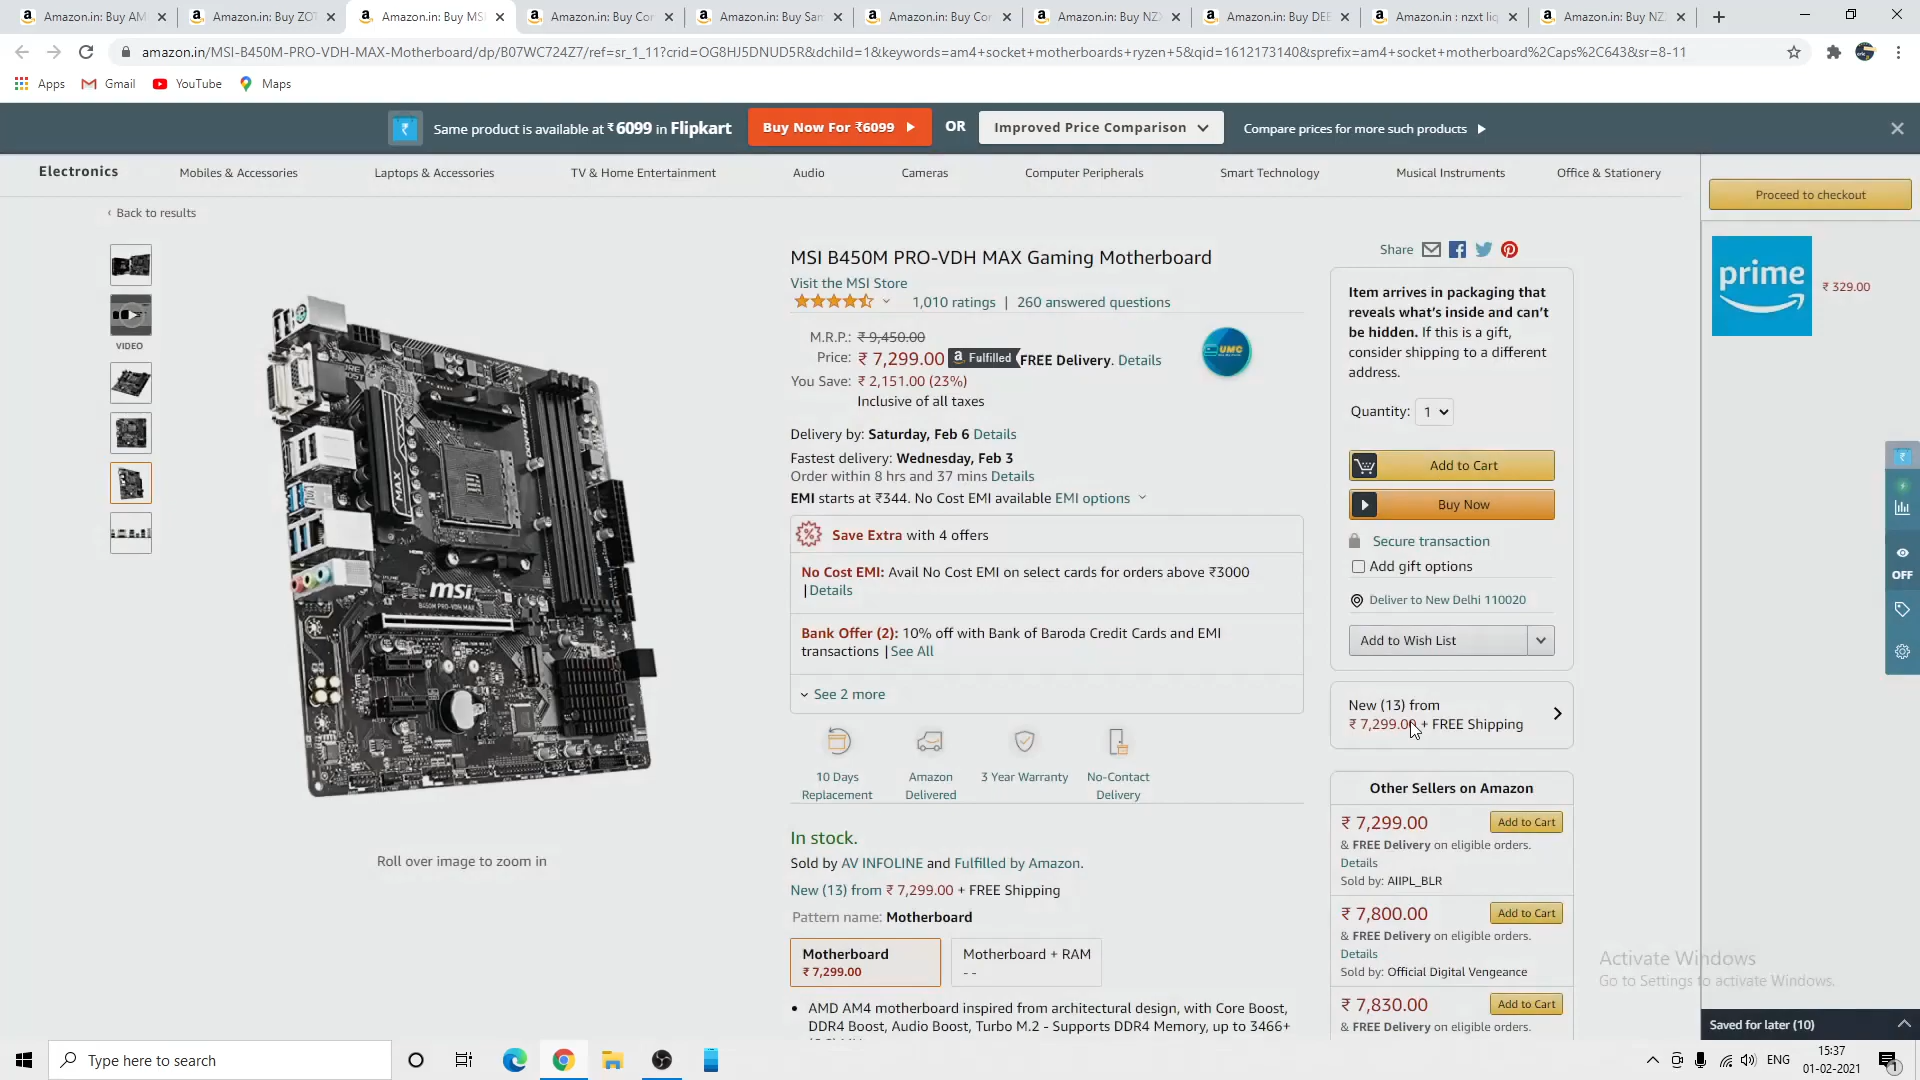 Amazon.in: Buy AM
Amazon.in: Buy ZOT
Amazon.in: Buy MSI
Amazon.in: Buy Cor
Amazon.in: Buy Sam
Amazon.in: Buy Cor
Amazon.in: Buy NZX
Amazon.in: Buy DEE
Amazon.in : nzxt liq
Amazon.in: Buy NZ
amazon.in/MSI-B450M-PRO-VDH-MAX-Motherboard/dp/B07WC724Z7/ref=sr_1_11?crid=OG8HJ5DNUD5R&dchild=1&keywords=am4+socket+motherboards+ryzen+5&qid=1612173140&sprefix=am4+socket+motherboard%2Caps%2C643&sr=8-11
Apps Gmail YouTube Maps
Same product is available at ₹6099 in Flipkart
Buy Now For ₹6099
OR
Improved Price Comparison
Compare prices for more such products
Electronics
Mobiles & Accessories
Laptops & Accessories
TV & Home Entertainment
Audio
Cameras
Computer Peripherals
Smart Technology
Musical Instruments
Office & Stationery
Proceed to checkout
‹ Back to results
prime
₹ 329.00
VIDEO
MAX
msi
B450M PRO-VDH MAX
Roll over image to zoom in
MSI B450M PRO-VDH MAX Gaming Motherboard
Visit the MSI Store
1,010 ratings | 260 answered questions
M.R.P.: ₹ 9,450.00
Price: ₹ 7,299.00 Fulfilled FREE Delivery. Details
UMC
You Save: ₹ 2,151.00 (23%)
Inclusive of all taxes
Delivery by: Saturday, Feb 6 Details
Fastest delivery: Wednesday, Feb 3
Order within 8 hrs and 37 mins Details
EMI starts at ₹344. No Cost EMI available EMI options
Save Extra with 4 offers
No Cost EMI: Avail No Cost EMI on select cards for orders above ₹3000
|Details
Bank Offer (2): 10% off with Bank of Baroda Credit Cards and EMI
transactions |See All
See 2 more
10 Days
Replacement
Amazon
Delivered
3 Year Warranty
No-Contact
Delivery
In stock.
Sold by AV INFOLINE and Fulfilled by Amazon.
New (13) from ₹ 7,299.00 + FREE Shipping
Pattern name: Motherboard
Motherboard
₹ 7,299.00
Motherboard + RAM
- -
• AMD AM4 motherboard inspired from architectural design, with Core Boost,
DDR4 Boost, Audio Boost, Turbo M.2 - Supports DDR4 Memory, up to 3466+
Share
Item arrives in packaging that
reveals what's inside and can't
be hidden. If this is a gift,
consider shipping to a different
address.
Quantity: 1
Add to Cart
Buy Now
Secure transaction
Add gift options
Deliver to New Delhi 110020
Add to Wish List
New (13) from
₹ 7,299.00 + FREE Shipping
Other Sellers on Amazon
₹ 7,299.00 Add to Cart
& FREE Delivery on eligible orders.
Details
Sold by: AIIPL_BLR
₹ 7,800.00 Add to Cart
& FREE Delivery on eligible orders.
Details
Sold by: Official Digital Vengeance
₹ 7,830.00 Add to Cart
& FREE Delivery on eligible orders.
OFF
Activate Windows
Go to Settings to activate Windows.
Saved for later (10)
Type here to search
ENG
15:37
01-02-2021
1